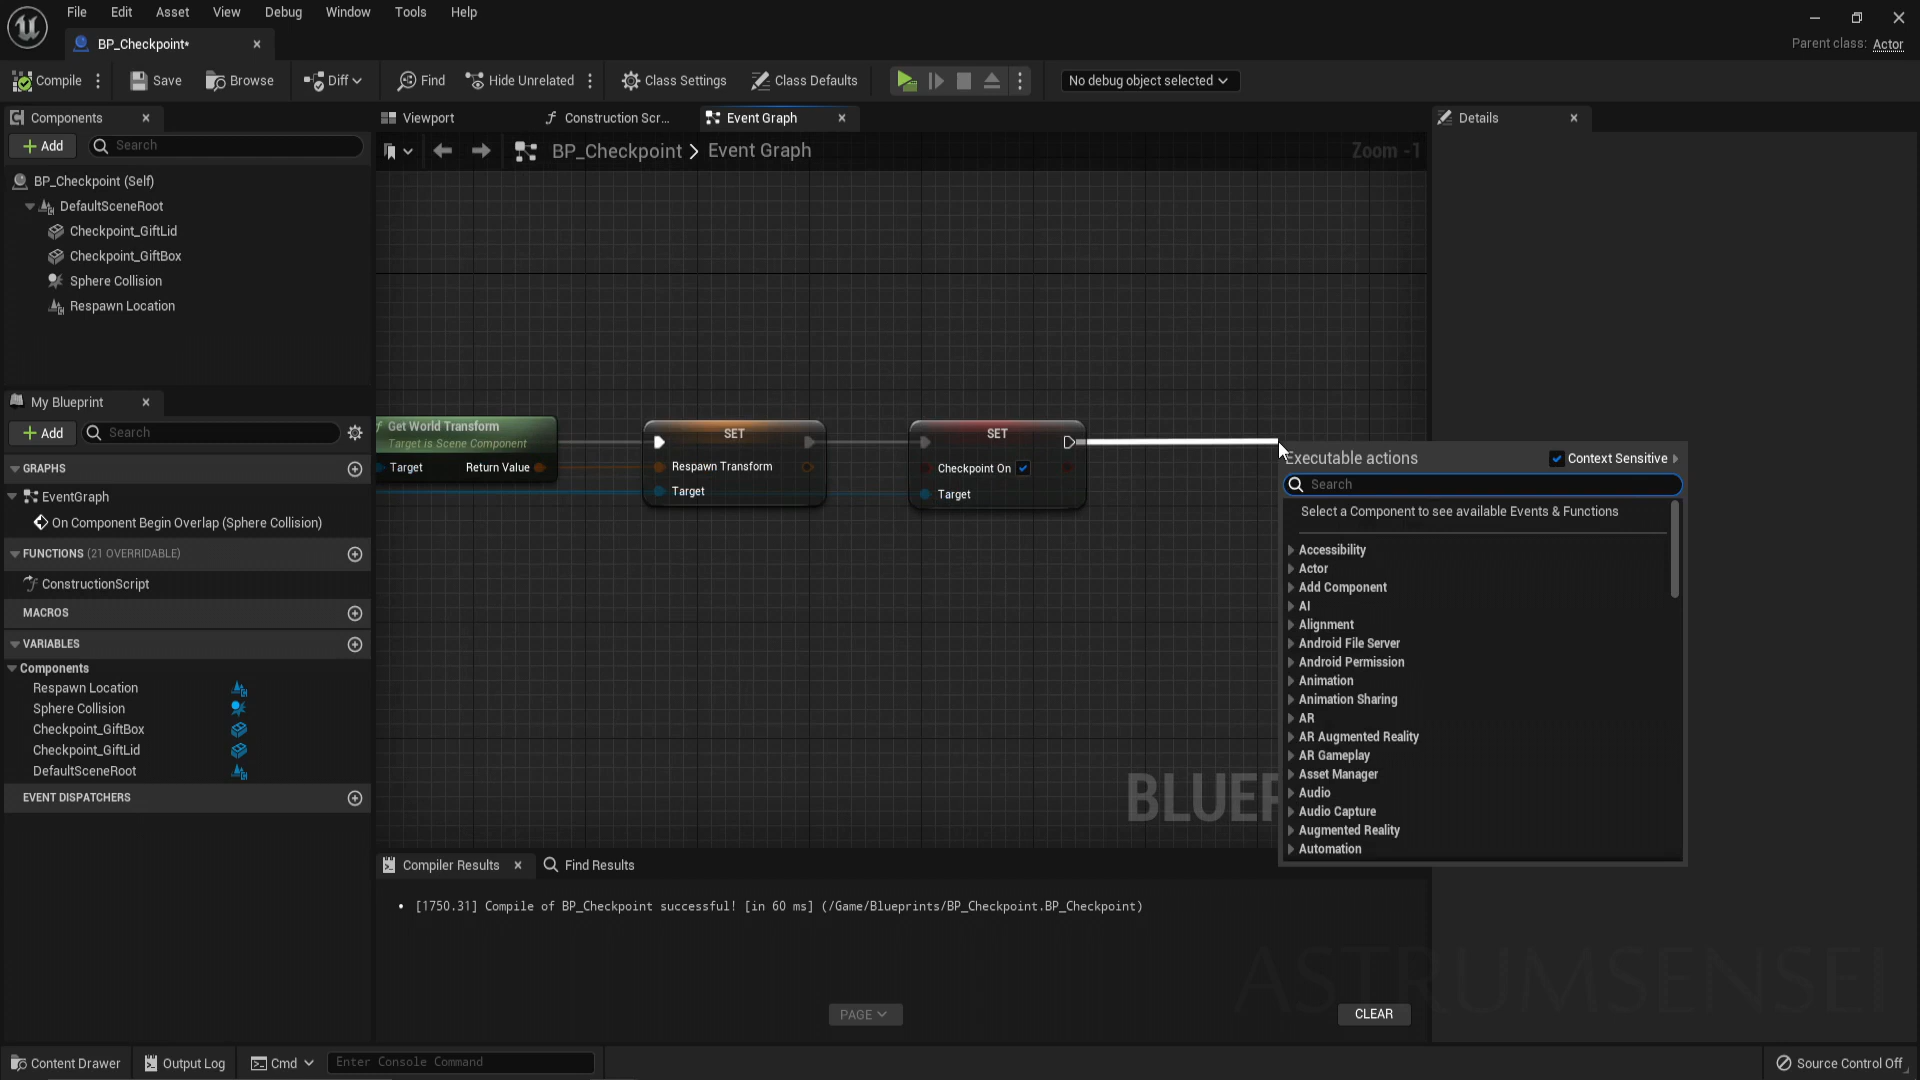 File Edit Asset View Debug Window Tools Help
BP_Checkpoint*
Parent class: Actor
Compile Save Browse Diff Find Hide Unrelated Class Settings Class Defaults No debug object selected
Components
Viewport Construction Scr... Event Graph
Details
Add Search
BP_Checkpoint > Event Graph
Zoom -1
BP_Checkpoint (Self)
DefaultSceneRoot
Checkpoint_GiftLid
Checkpoint_GiftBox
Sphere Collision
Respawn Location
My Blueprint
Add Search
GRAPHS
EventGraph
On Component Begin Overlap (Sphere Collision)
FUNCTIONS (21 OVERRIDABLE)
ConstructionScript
MACROS
VARIABLES
Components
Respawn Location
Sphere Collision
Checkpoint_GiftBox
Checkpoint_GiftLid
DefaultSceneRoot
EVENT DISPATCHERS
f Get World Transform
Target is Scene Component
Target Return Value
SET
Respawn Transform
Target
SET
Checkpoint On
Target
Executable actions
Context Sensitive
Search
Select a Component to see available Events & Functions
Accessibility
Actor
Add Component
AI
Alignment
Android File Server
Android Permission
Animation
Animation Sharing
AR
AR Augmented Reality
AR Gameplay
Asset Manager
Audio
Audio Capture
Augmented Reality
Automation
Compiler Results Find Results
• [1750.31] Compile of BP_Checkpoint successful! [in 60 ms] (/Game/Blueprints/BP_Checkpoint.BP_Checkpoint)
ASTRUMSENSEI
PAGE
CLEAR
Content Drawer Output Log Cmd Enter Console Command
Source Control Off